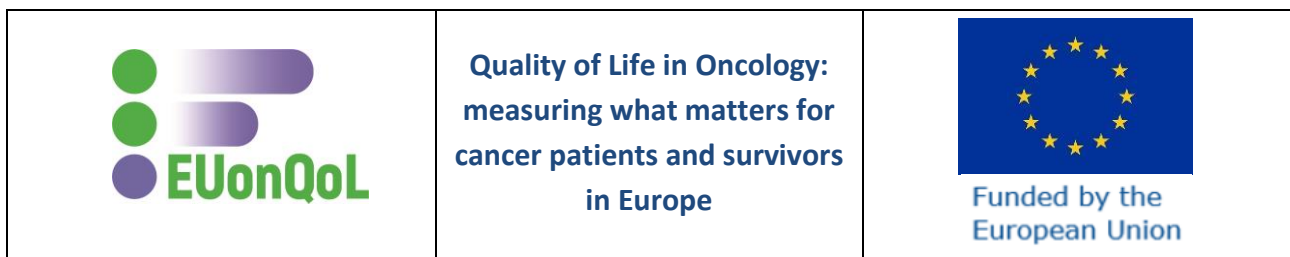 EUonQoL
Quality of Life in Oncology:
measuring what matters for
cancer patients and survivors
in Europe
Funded by the
European Union